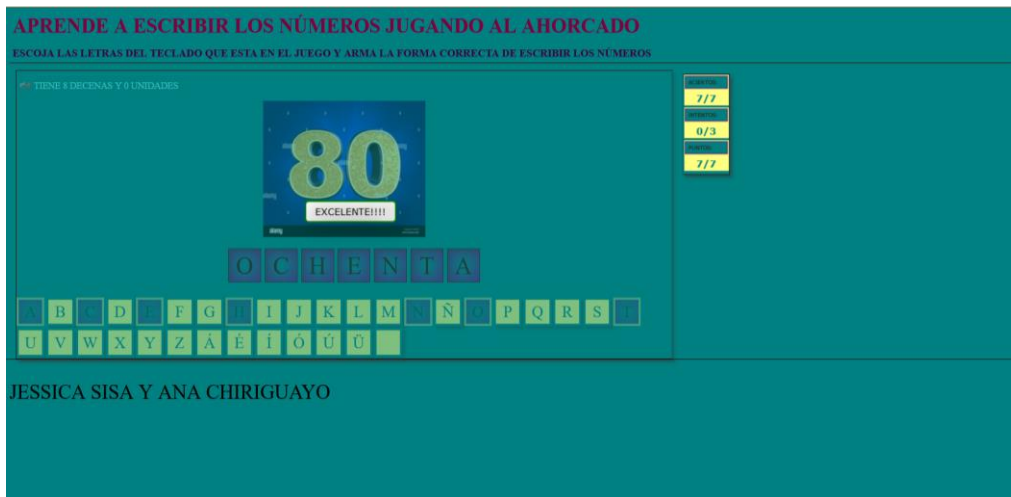 APRENDE A ESCRIBIR LOS NÚMEROS JUGANDO AL AHORCADO
ESCOJA LAS LETRAS DEL TECLADO QUE ESTA EN EL JUEGO Y ARMA LA FORMA CORRECTA DE ESCRIBIR LOS NÚMEROS
TIENE 8 DECENAS Y 0 UNIDADES
80
EXCELENTE!!!!
OCHENTA
A B C D E F G H I J K L M N Ñ O P Q R S T
U V W X Y Z Á É Í Ó Ú Ü
7/7
0/3
7/7
JESSICA SISA Y ANA CHIRIGUAYO